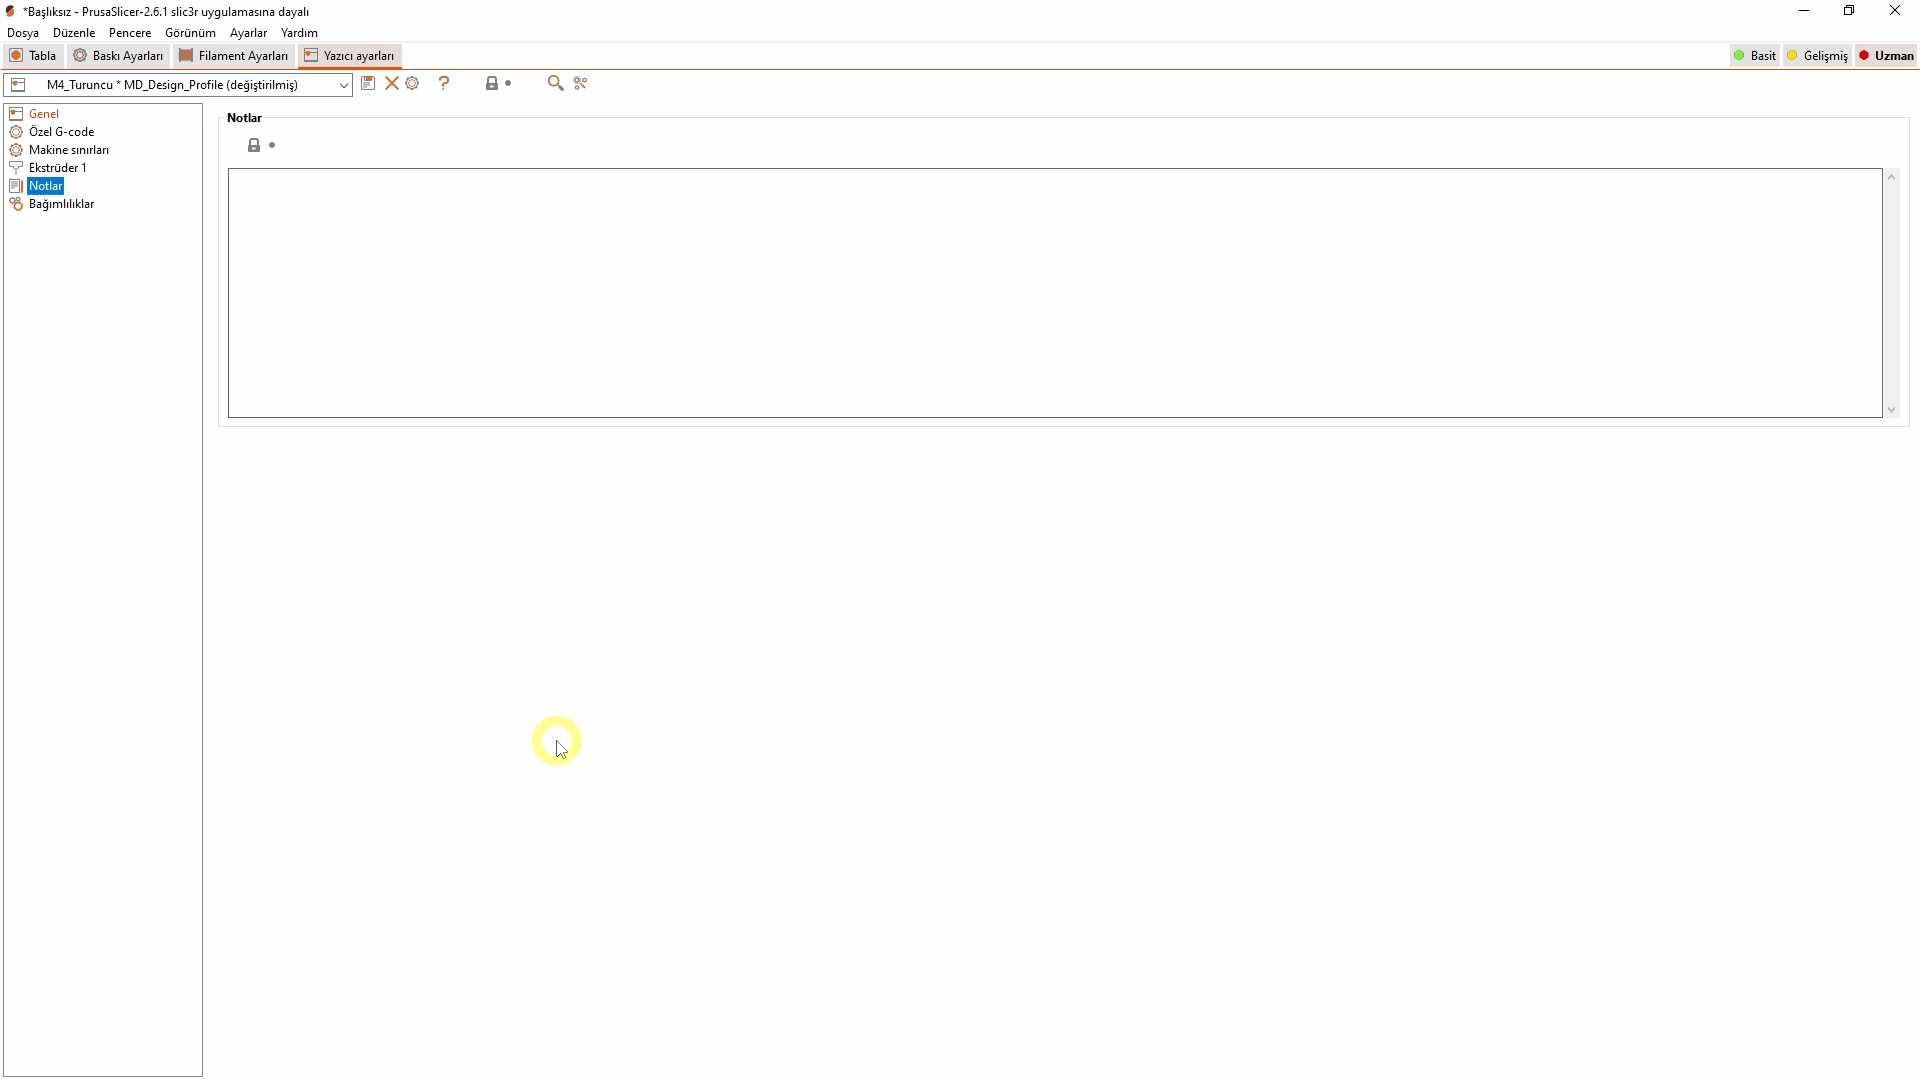 *Başlıksız - PrusaSlicer-2.6.1 slic3r uygulamasına dayalı
Dosya Düzenle Pencere Görünüm Ayarlar Yardım
Tabla Baskı Ayarları Filament Ayarları Yazıcı ayarları Basit Gelişmiş Uzman
M4_Turuncu * MD_Design_Profile (değiştirilmiş)
Genel
Özel G-code
Makine sınırları
Ekstrüder 1
Notlar
Bağımlılıklar
Notlar